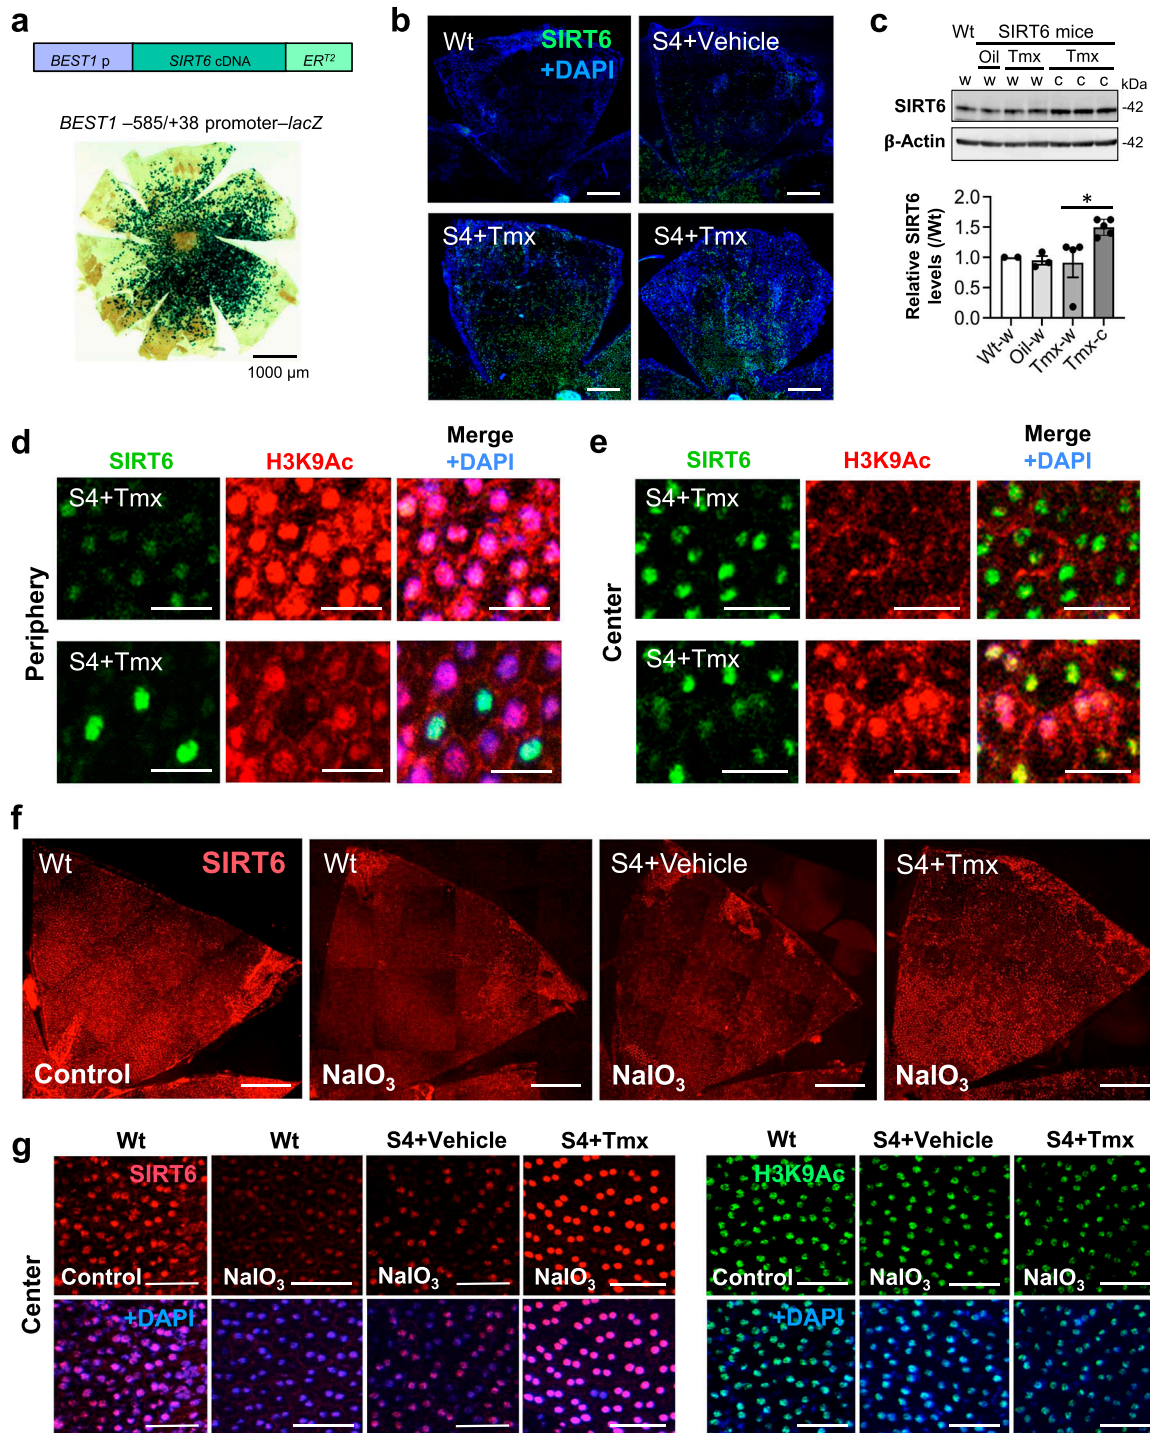 a
BEST1 p
SIRT6 cDNA
ER^T2
BEST1 –585/+38 promoter–lacZ
1000 µm
b
Wt
SIRT6
+DAPI
S4+Vehicle
S4+Tmx
S4+Tmx
c
Wt SIRT6 mice
Oil Tmx Tmx
w w w w c c c kDa
SIRT6 -42
β-Actin -42
Relative SIRT6
levels (/Wt)
2.0
1.5
1.0
0.5
0.0
*
Wt-w
Oil-w
Tmx-w
Tmx-c
d
SIRT6 H3K9Ac Merge
+DAPI
Periphery
S4+Tmx
S4+Tmx
e
SIRT6 H3K9Ac Merge
+DAPI
Center
S4+Tmx
S4+Tmx
f
Wt SIRT6
Control
Wt
NaIO₃
S4+Vehicle
NaIO₃
S4+Tmx
NaIO₃
g
Wt Wt S4+Vehicle S4+Tmx
Center
SIRT6
Control NaIO₃ NaIO₃ NaIO₃
+DAPI
Wt S4+Vehicle S4+Tmx
H3K9Ac
Control NaIO₃ NaIO₃
+DAPI